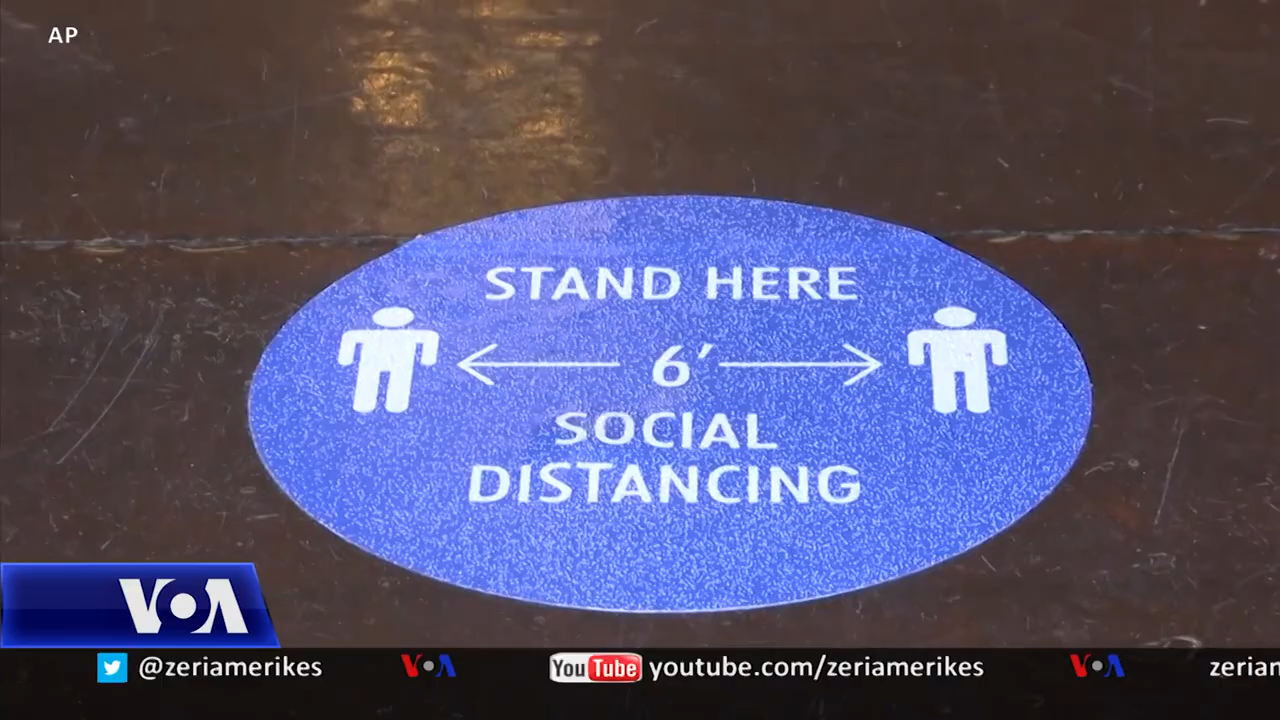 AP
STAND HERE
6′
SOCIAL
DISTANCING
VOA
@zeriamerikes VOA YouTube youtube.com/zeriamerikes VOA zeriam